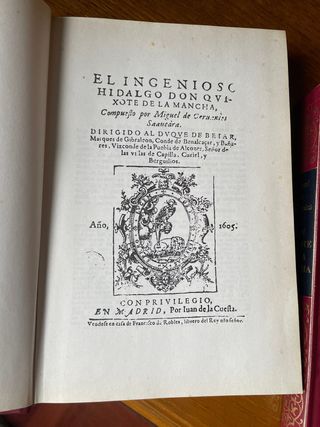 EL INGENIOSO
HIDALGO DON QVI-
XOTE DE LA MANCHA,
Compuesto por Miguel de Ceruantes
Saauedra.
DIRIGIDO AL DVQVE DE BEIAR,
Marques de Gibraleon, Conde de Benalcaçar, y Baña-
res, Vizconde de la Puebla de Alcozer, Señor de
las villas de Capilla, Curiel, y
Burguillos.
Año, 1605.
CON PRIVILEGIO,
EN MADRID, Por Iuan de la Cuesta.
Vendese en casa de Francisco de Robles, librero del Rey nro señor.